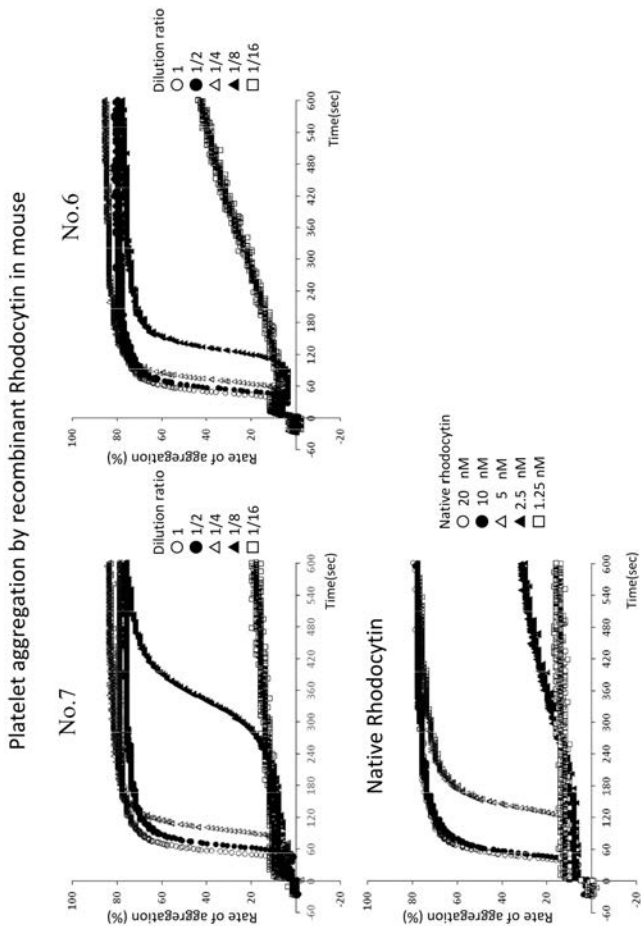 Platelet aggregation by recombinant Rhodocytin in mouse
No.7
Rate of aggregation (%)
100
80
60
40
20
0
-20
-60 0 60 120 180 240 300 360 420 480 540 600
Time(sec)
Dilution ratio
○ 1
● 1/2
△ 1/4
▲ 1/8
□ 1/16
No.6
Rate of aggregation (%)
100
80
60
40
20
0
-20
-60 0 60 120 180 240 300 360 420 480 540 600
Time(sec)
Dilution ratio
○ 1
● 1/2
△ 1/4
▲ 1/8
□ 1/16
Native Rhodocytin
Rate of aggregation (%)
100
80
60
40
20
0
-20
-60 0 60 120 180 240 300 360 420 480 540 600
Time(sec)
Native rhodocytin
○ 20 nM
● 10 nM
△ 5 nM
▲ 2.5 nM
□ 1.25 nM